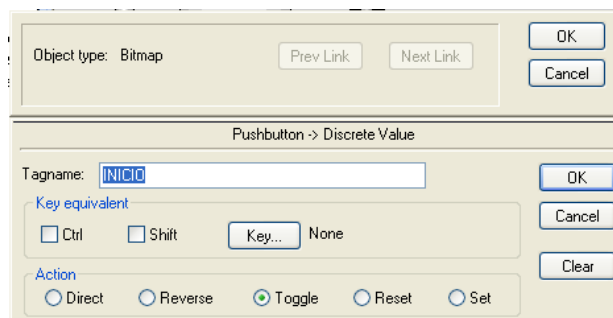 OK
Object type: Bitmap Prev Link Next Link
Cancel
Pushbutton -> Discrete Value
Tagname: INICIO OK
Key equivalent
Cancel
Ctrl Shift Key... None
Clear
Action
Direct Reverse Toggle Reset Set